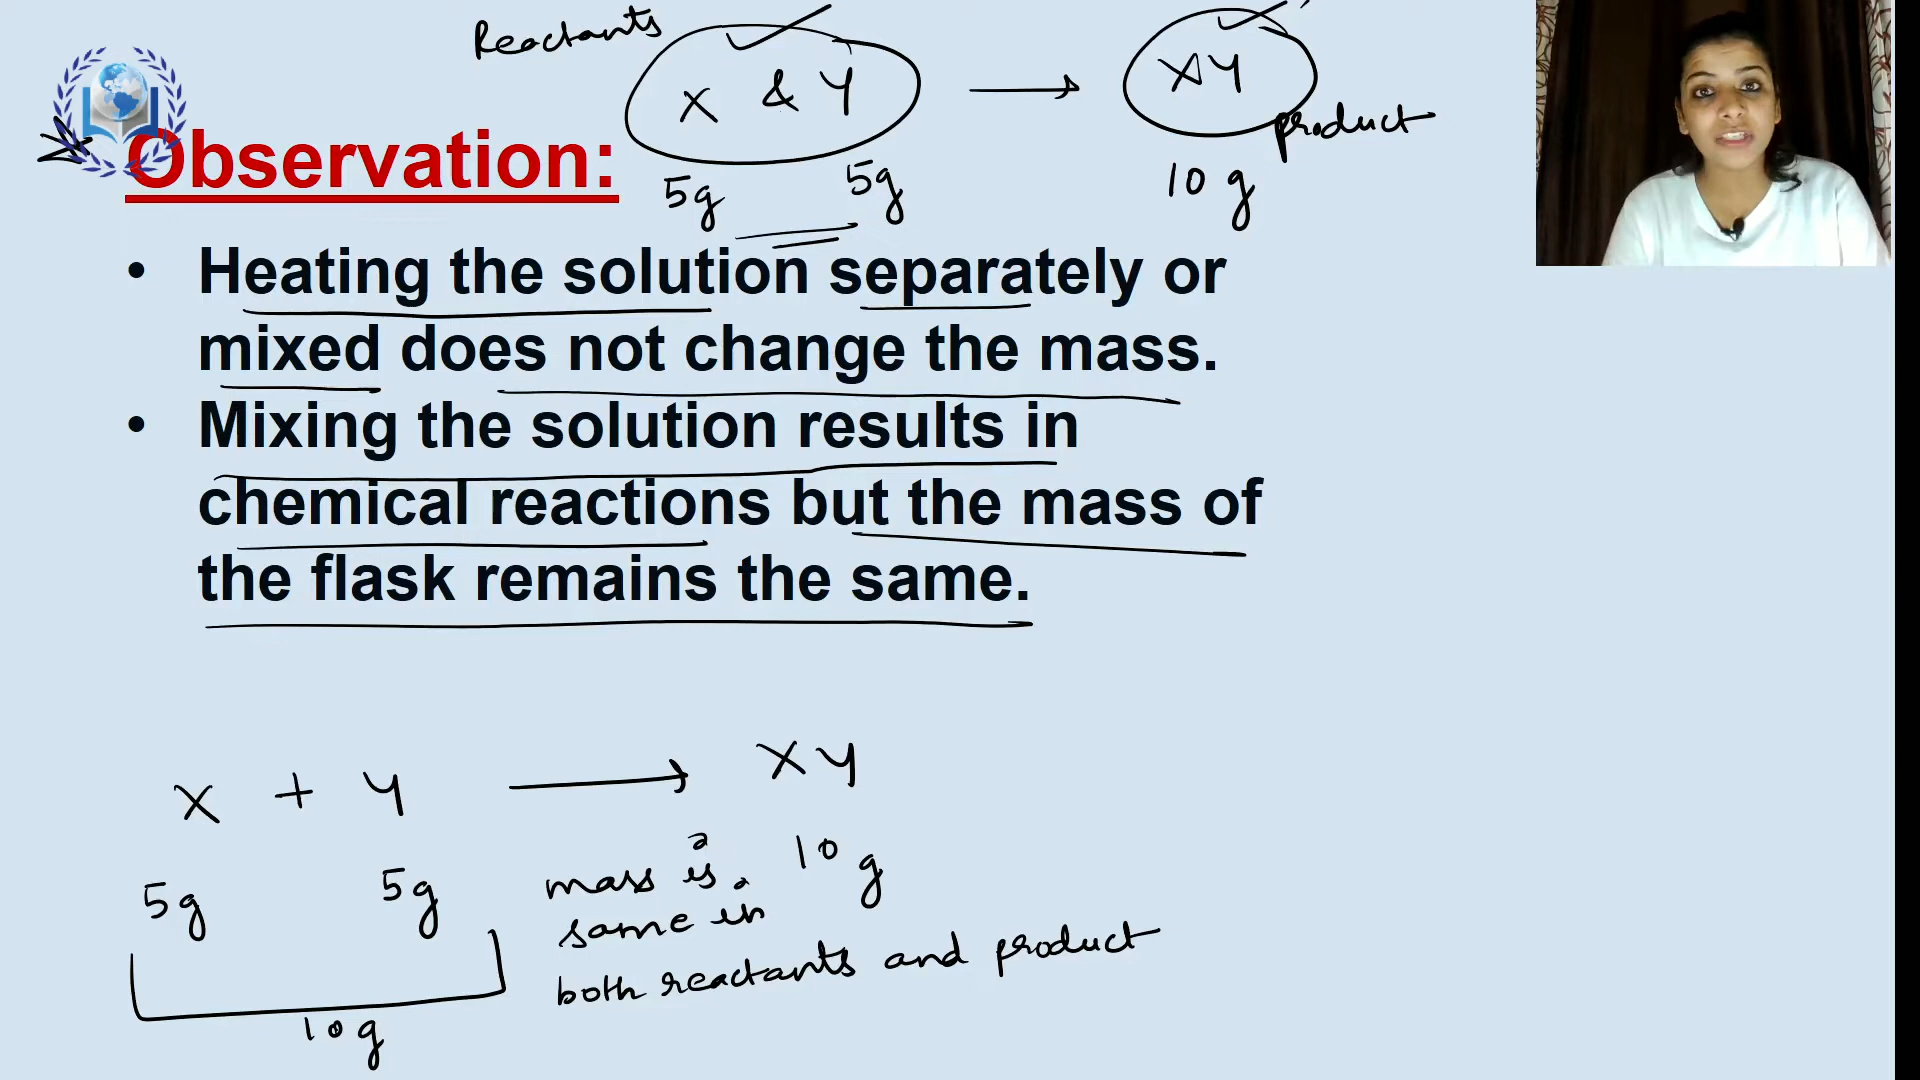 Reactants
X & Y → XY
product
5g 5g 10 g
Observation:
• Heating the solution separately or
mixed does not change the mass.
• Mixing the solution results in
chemical reactions but the mass of
the flask remains the same.
X + Y → XY
5g 5g 10 g
mass is
same in
both reactants and product
10 g